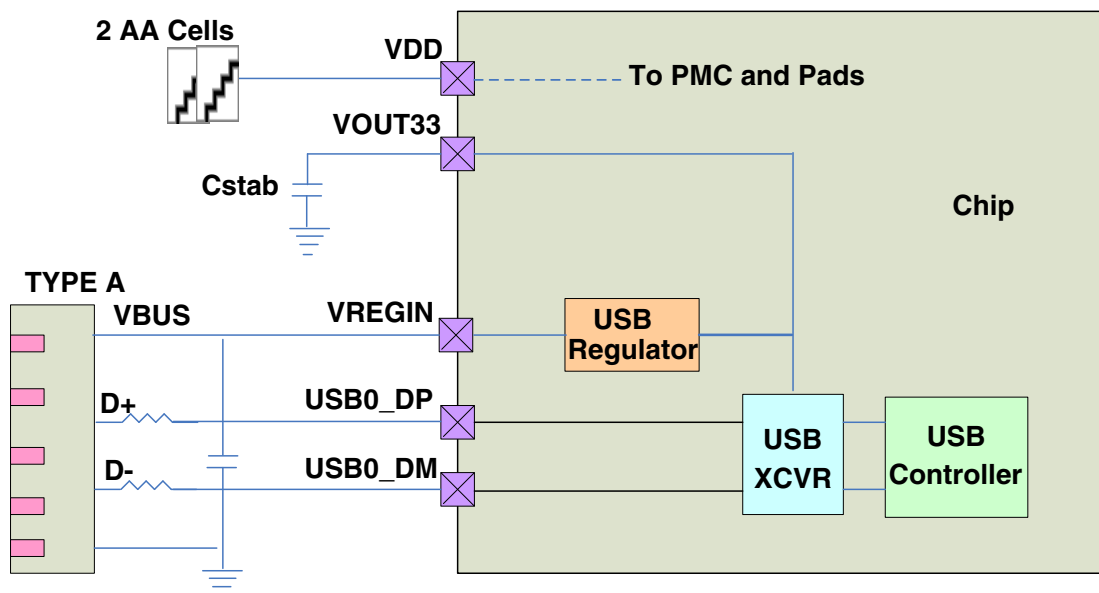 2 AA Cells
VDD
To PMC and Pads
VOUT33
Cstab
Chip
TYPE A
VBUS
VREGIN
USB
Regulator
D+
USB0_DP
D-
USB0_DM
USB
XCVR
USB
Controller